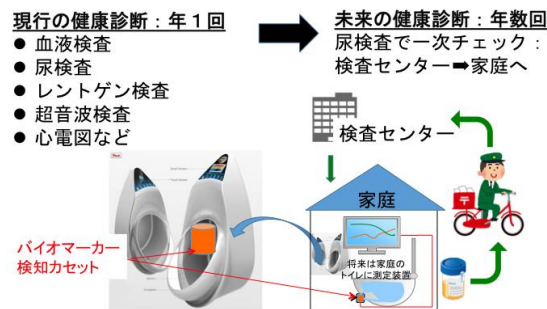 現行の健康診断：年１回
● 血液検査
● 尿検査
● レントゲン検査
● 超音波検査
● 心電図など
未来の健康診断：年数回
尿検査で一次チェック：
検査センター➡家庭へ
検査センター
家庭
将来は家庭の
トイレに測定装置
バイオマーカー
検知カセット
〒